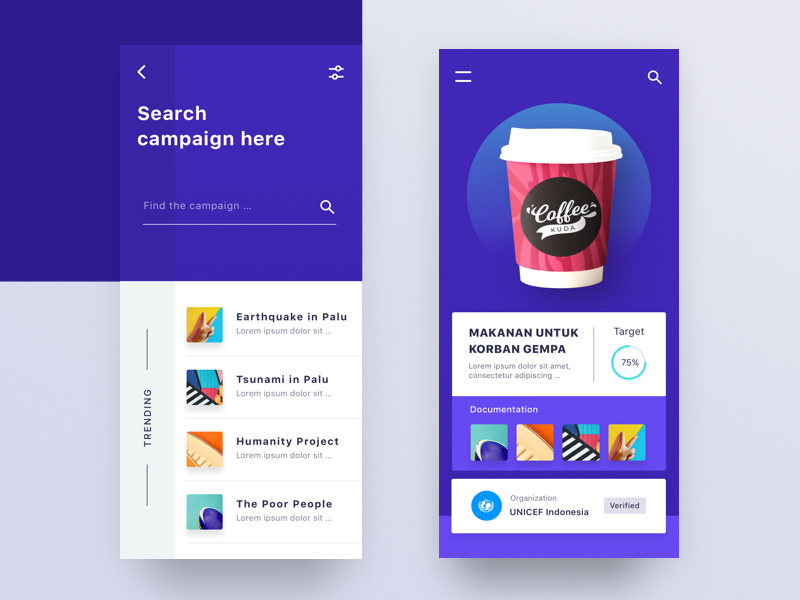 Search
campaign here
Find the campaign ...
TRENDING
Earthquake in Palu
Lorem ipsum dolor sit ...
Tsunami in Palu
Lorem ipsum dolor sit ...
Humanity Project
Lorem ipsum dolor sit ...
The Poor People
Lorem ipsum dolor sit ...
Coffee
KUDA
MAKANAN UNTUK
KORBAN GEMPA
Lorem ipsum dolor sit amet,
consectetur adipiscing ...
Target
75%
Documentation
Organization
UNICEF Indonesia
Verified